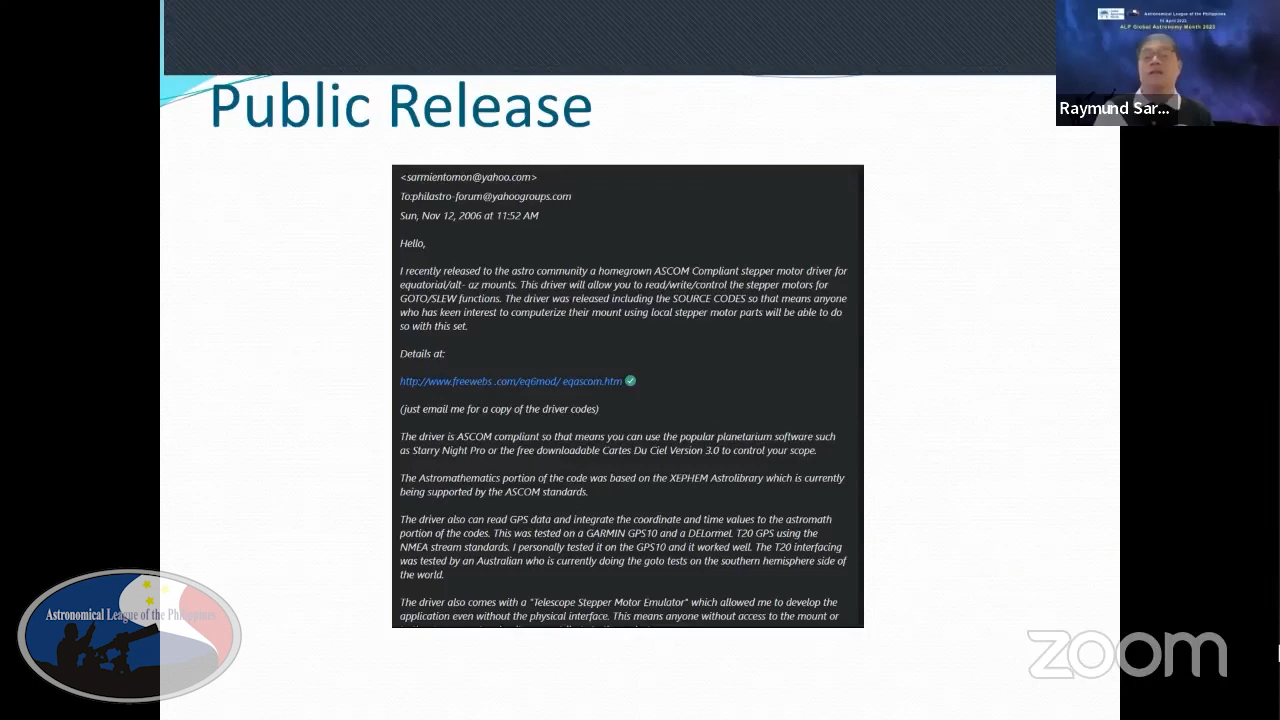 Public Release
<sarmientomon@yahoo.com>
To:philastro-forum@yahoogroups.com
Sun, Nov 12, 2006 at 11:52 AM
Hello,
I recently released to the astro community a homegrown ASCOM Compliant stepper motor driver for
equatorial/alt- az mounts. This driver will allow you to read/write/control the stepper motors for
GOTO/SLEW functions. The driver was released including the SOURCE CODES so that means anyone
who has keen interest to computerize their mount using local stepper motor parts will be able to do
so with this set.
Details at:
http://www.freewebs .com/eq6mod/ eqascom.htm
(just email me for a copy of the driver codes)
The driver is ASCOM compliant so that means you can use the popular planetarium software such
as Starry Night Pro or the free downloadable Cartes Du Ciel Version 3.0 to control your scope.
The Astromathematics portion of the code was based on the XEPHEM Astrolibrary which is currently
being supported by the ASCOM standards.
The driver also can read GPS data and integrate the coordinate and time values to the astromath
portion of the codes. This was tested on a GARMIN GPS10 and a DELormeL T20 GPS using the
NMEA stream standards. I personally tested it on the GPS10 and it worked well. The T20 interfacing
was tested by an Australian who is currently doing the goto tests on the southern hemisphere side of
the world.
The driver also comes with a "Telescope Stepper Motor Emulator" which allowed me to develop the
application even without the physical interface. This means anyone without access to the mount or
Astronomical League of the Philippines
10 April 2023
ALP Global Astronomy Month 2023
Raymund Sar...
Astronomical League of the Philippines
zoom